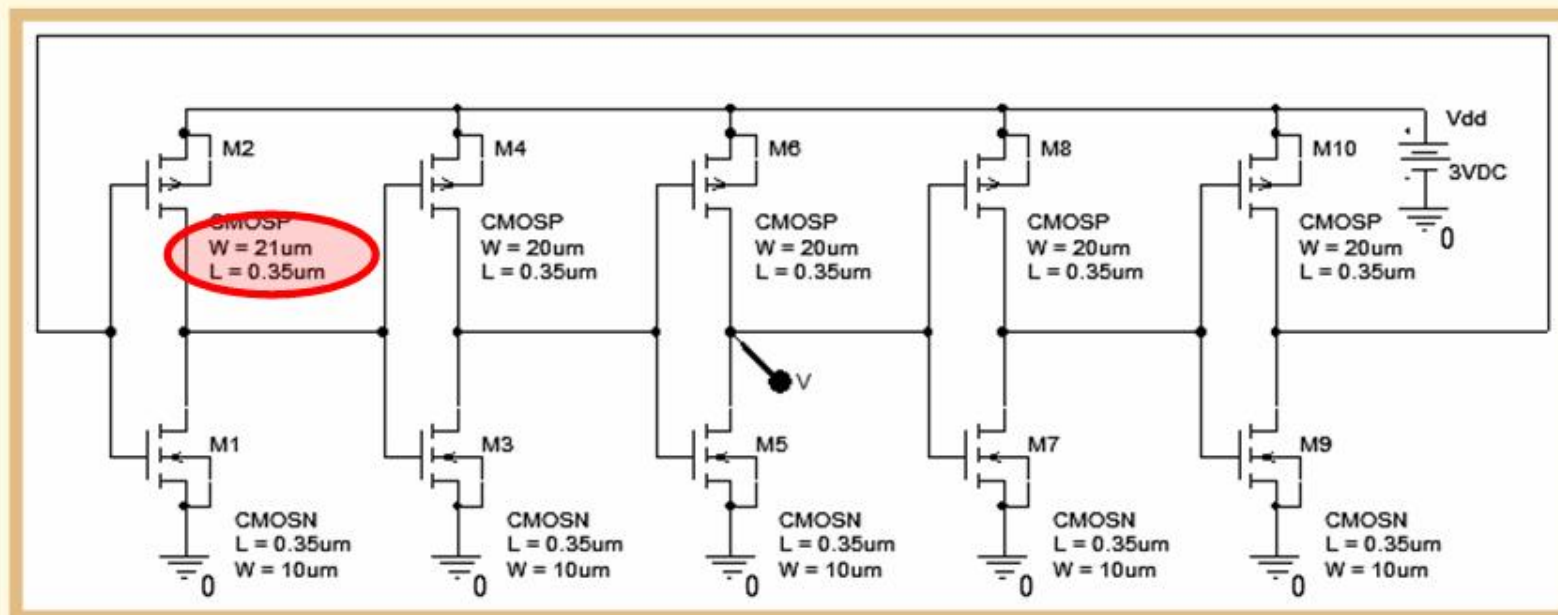 M2
M4
M6
M8
M10
Vdd
3VDC
0
CMOSP
W = 21um
L = 0.35um
CMOSP
W = 20um
L = 0.35um
CMOSP
W = 20um
L = 0.35um
CMOSP
W = 20um
L = 0.35um
CMOSP
W = 20um
L = 0.35um
V
M1
M3
M5
M7
M9
CMOSN
L = 0.35um
W = 10um
0
CMOSN
L = 0.35um
W = 10um
0
CMOSN
L = 0.35um
W = 10um
0
CMOSN
L = 0.35um
W = 10um
0
CMOSN
L = 0.35um
W = 10um
0